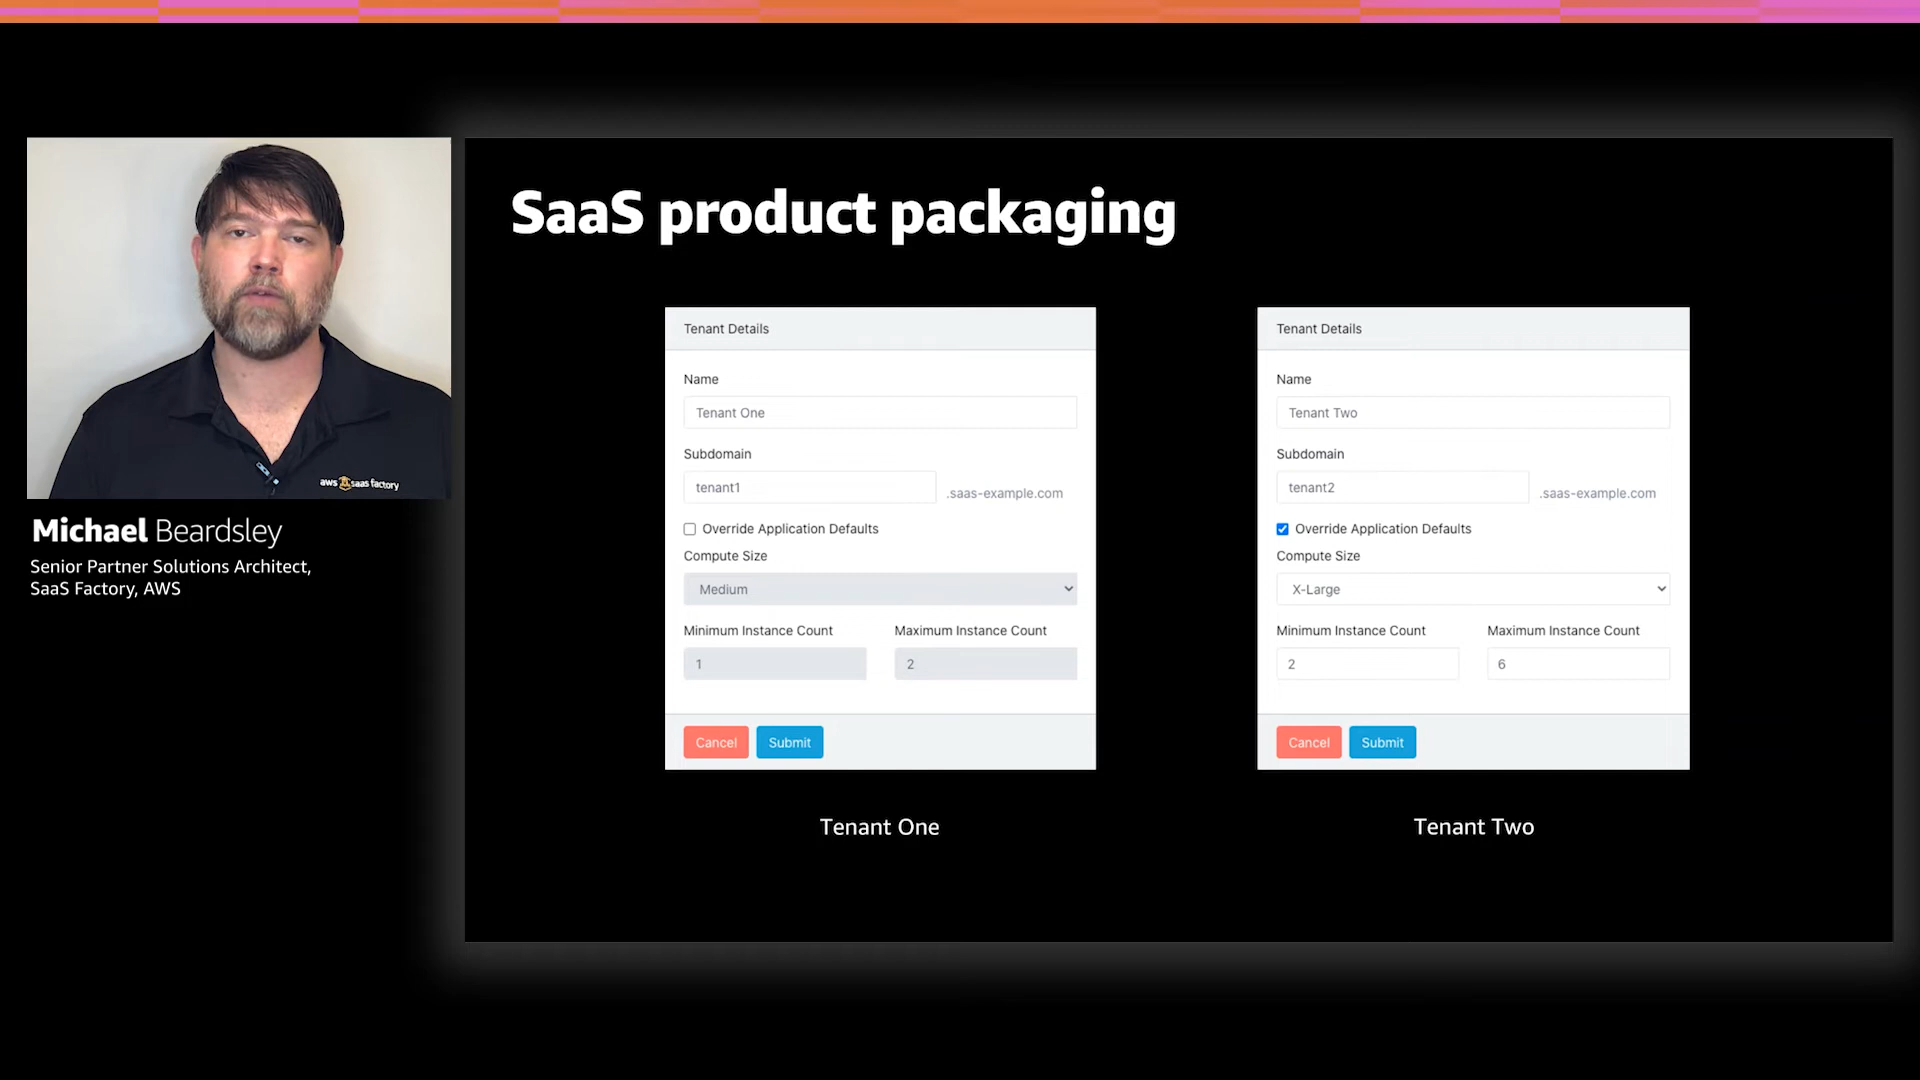 SaaS product packaging
aws saas factory
Michael Beardsley
Senior Partner Solutions Architect,
SaaS Factory, AWS
Tenant Details
Name
Tenant One
Subdomain
tenant1 .saas-example.com
Override Application Defaults
Compute Size
Medium
Minimum Instance Count Maximum Instance Count
1 2
Cancel Submit
Tenant One
Tenant Details
Name
Tenant Two
Subdomain
tenant2 .saas-example.com
Override Application Defaults
Compute Size
X-Large
Minimum Instance Count Maximum Instance Count
2 6
Cancel Submit
Tenant Two